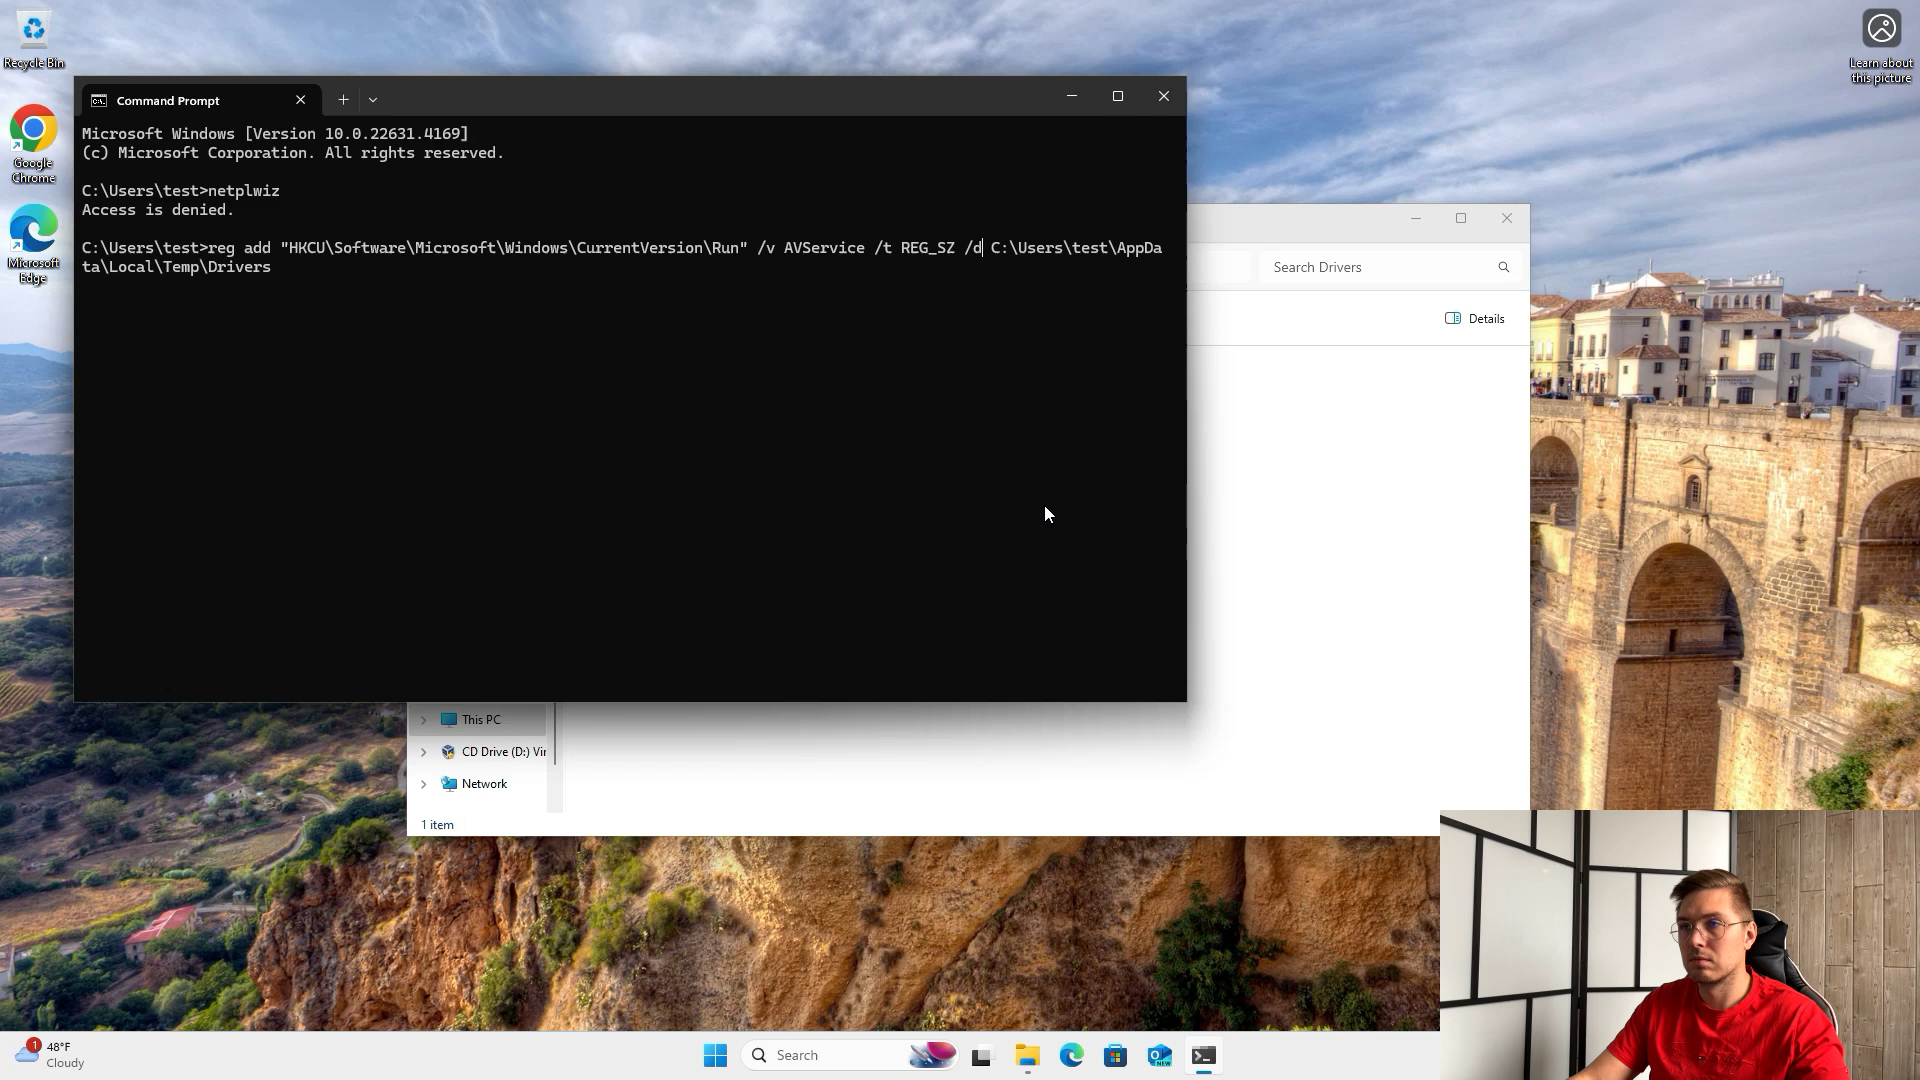 Recycle Bin
Google
Chrome
Microsoft
Edge
Learn about
this picture
Command Prompt
Microsoft Windows [Version 10.0.22631.4169]
(c) Microsoft Corporation. All rights reserved.
C:\Users\test>netplwiz
Access is denied.
C:\Users\test>reg add "HKCU\Software\Microsoft\Windows\CurrentVersion\Run" /v AVService /t REG_SZ /d C:\Users\test\AppDa
ta\Local\Temp\Drivers
Search Drivers
Details
This PC
CD Drive (D:) Vir
Network
1 item
1
48°F
Cloudy
Search
NEW